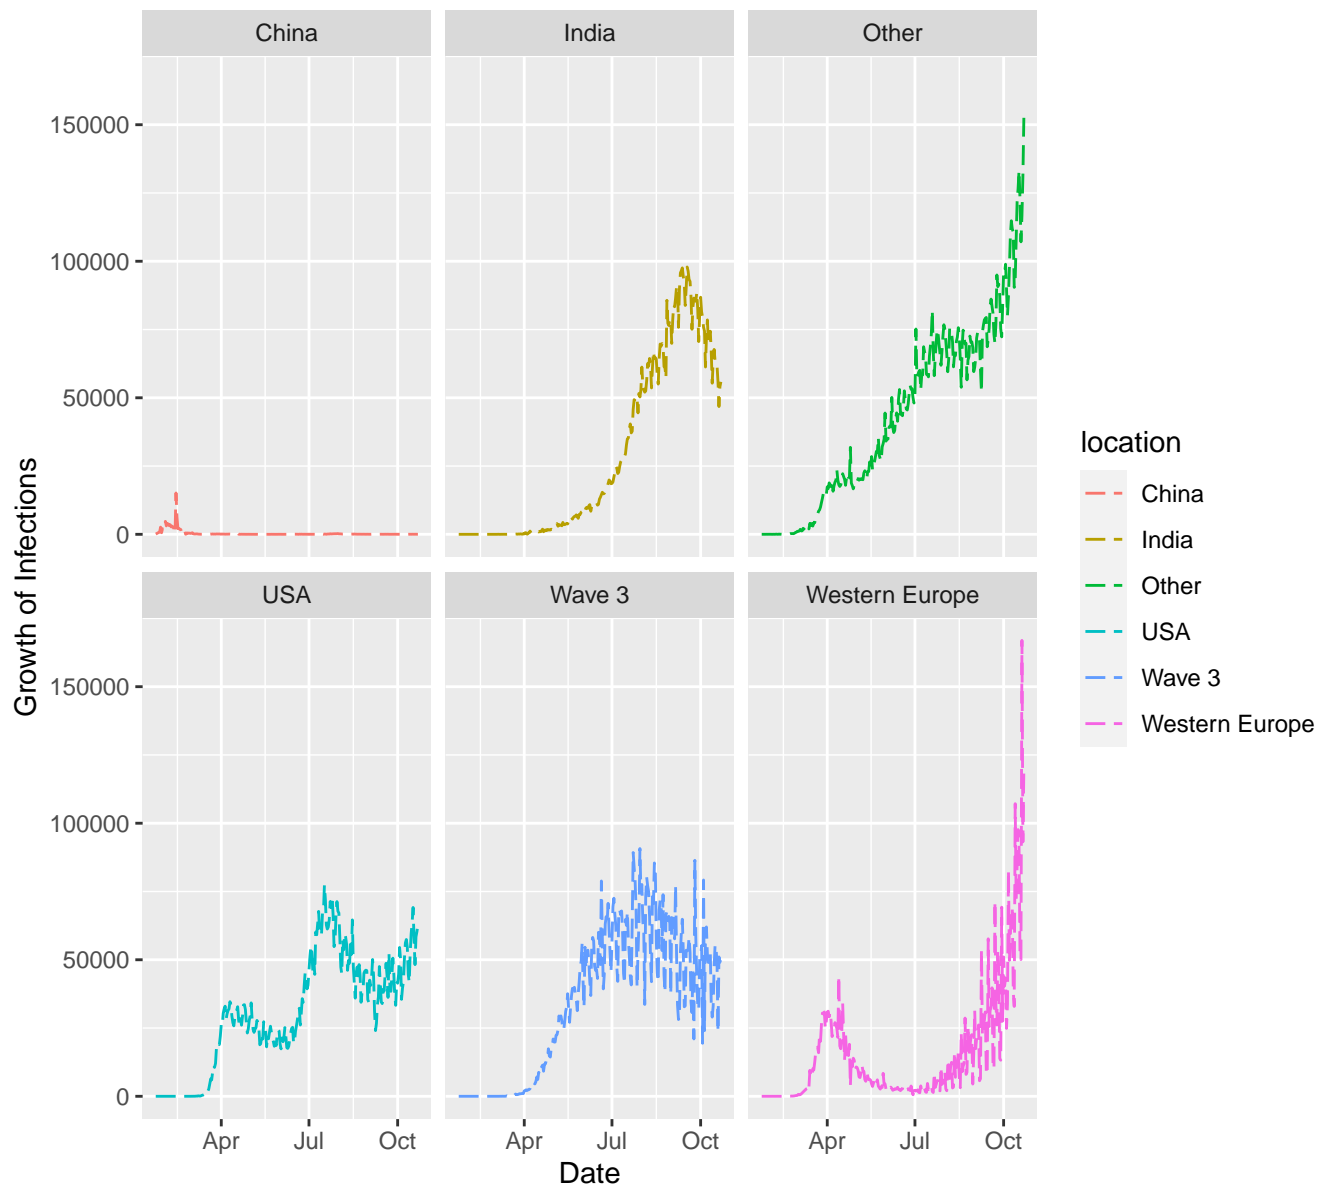 China
India
Other
150000
100000
50000
0
USA
Wave 3
Western Europe
150000
100000
50000
0
Apr
Jul
Oct
Apr
Jul
Oct
Apr
Jul
Oct
Date
Growth of Infections
location
China
India
Other
USA
Wave 3
Western Europe